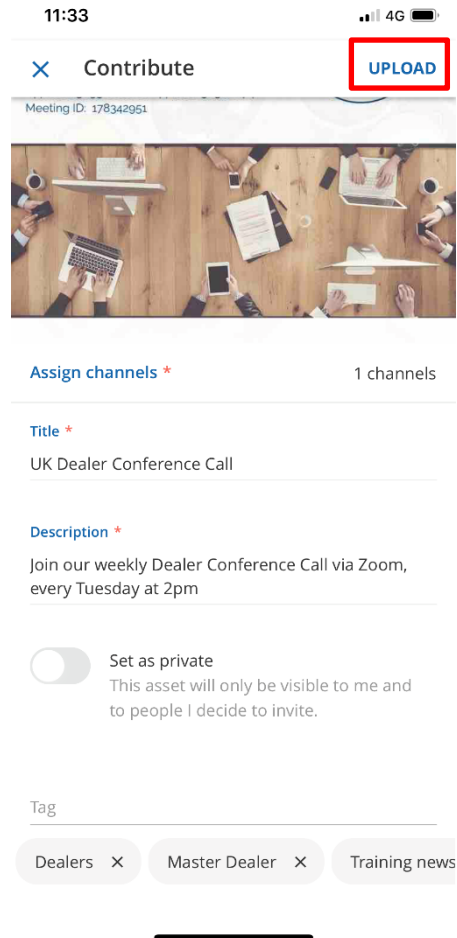 11:33
4G
Contribute
UPLOAD
Meeting ID: 178342951
Assign channels *
1 channels
Title *
UK Dealer Conference Call
Description *
Join our weekly Dealer Conference Call via Zoom,
every Tuesday at 2pm
Set as private
This asset will only be visible to me and
to people I decide to invite.
Tag
Dealers ×
Master Dealer ×
Training news